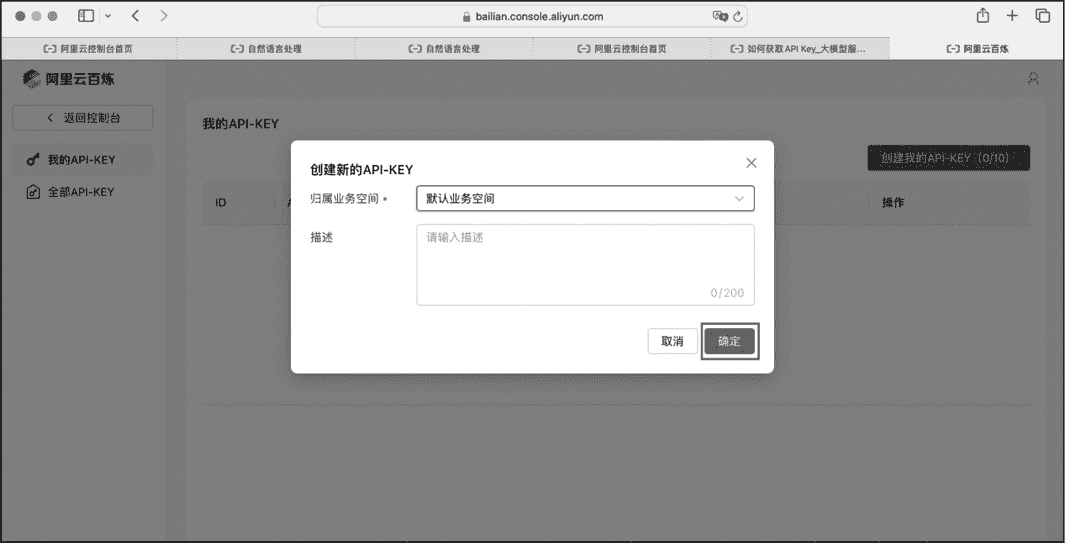 bailian.console.aliyun.com
阿里云控制台首页
自然语言处理
自然语言处理
阿里云控制台首页
如何获取API Key_大模型服...
阿里云百炼
阿里云百炼
返回控制台
我的API-KEY
全部API-KEY
我的API-KEY
创建我的API-KEY（0/10）
ID
操作
创建新的API-KEY
归属业务空间
默认业务空间
描述
请输入描述
0/200
取消
确定